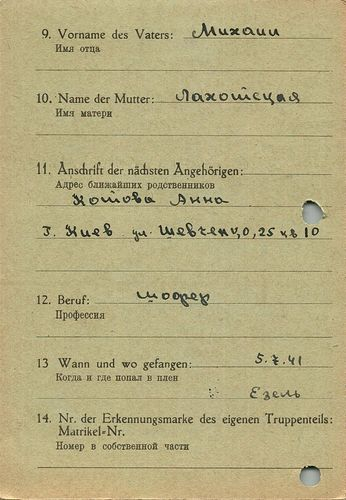 9. Vorname des Vaters: Михаил
Имя отца
10. Name der Mutter: Лахотская
Имя матери
11. Anschrift der nächsten Angehörigen:
Адрес ближайших родственников
Котова Анна
г. Киев ул. Шевченко, 25 кв 10
12. Beruf: шофер
Профессия
13 Wann und wo gefangen: 5.7.41
Когда и где попал в плен
Езель
14. Nr. der Erkennungsmarke des eigenen Truppenteils:
Matrikel-Nr.
Номер в собственной части